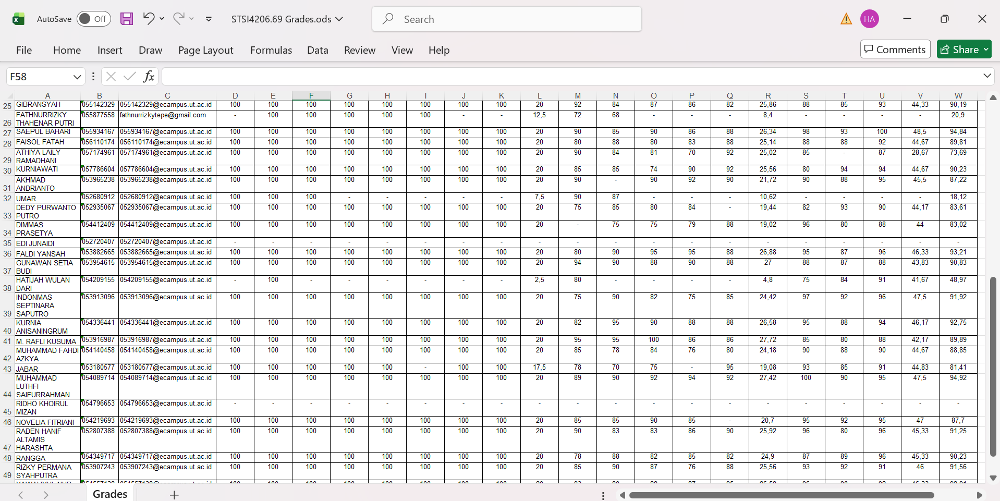 AutoSave Off STSI4206.69 Grades.ods Search HA
File Home Insert Draw Page Layout Formulas Data Review View Help Comments Share
F58 fx
A B C D E F G H I J K L M N O P Q R S T U V W
25 GIBRANSYAH 055142329 055142329@ecampus.ut.ac.id 100 100 100 100 100 100 100 100 20 92 84 87 86 82 25,86 88 85 93 44,33 90,19
26 FATHNURRIZKY THAHENAR PUTRI 055877558 fathnurrizkytepe@gmail.com - 100 100 100 100 100 - - 12,5 72 68 - - - 8,4 - - - - 20,9
27 SAEPUL BAHARI 055934167 055934167@ecampus.ut.ac.id 100 100 100 100 100 100 100 100 20 90 85 90 86 88 26,34 98 93 100 48,5 94,84
28 FAISOL FATAH 056110174 056110174@ecampus.ut.ac.id 100 100 100 100 100 100 100 100 20 80 88 80 83 88 25,14 88 88 92 44,67 89,81
29 ATHIYA LAILY RAMADHANI 057174961 057174961@ecampus.ut.ac.id 100 100 100 100 100 100 100 100 20 90 84 81 70 92 25,02 85 - 87 28,67 73,69
30 KURNIAWATI 057786604 057786604@ecampus.ut.ac.id 100 100 100 100 100 100 100 100 20 85 85 74 90 92 25,56 80 94 94 44,67 90,23
31 AKHMAD ANDRIANTO 053965238 053965238@ecampus.ut.ac.id 100 100 100 100 100 100 100 100 20 90 - 90 92 90 21,72 90 88 95 45,5 87,22
32 UMAR 052680912 052680912@ecampus.ut.ac.id 100 100 100 - - - - - 7,5 90 87 - - - 10,62 - - - - 18,12
33 DEDY PURWANTO PUTRO 052935067 052935067@ecampus.ut.ac.id 100 100 100 100 100 100 100 100 20 75 85 80 84 - 19,44 82 93 90 44,17 83,61
34 DIMMAS PRASETYA 054412409 054412409@ecampus.ut.ac.id 100 100 100 100 100 100 100 100 20 - 75 75 79 88 19,02 96 80 88 44 83,02
35 EDI JUNAIDI 052720407 052720407@ecampus.ut.ac.id - - - - - - - - - - - - - - - - - - - -
36 FALDI YANSAH 053882665 053882665@ecampus.ut.ac.id 100 100 100 100 100 100 100 100 20 80 90 95 95 88 26,88 95 87 96 46,33 93,21
37 GUNAWAN SETIA BUDI 053954615 053954615@ecampus.ut.ac.id 100 100 100 100 100 100 100 100 20 94 90 88 90 88 27 88 87 88 43,83 90,83
38 HATIJAH WULAN DARI 054209155 054209155@ecampus.ut.ac.id - 100 - - - - - - 2,5 80 - - - - 4,8 75 84 91 41,67 48,97
39 INDONMAS SEPTINARA SAPUTRO 053913096 053913096@ecampus.ut.ac.id 100 100 100 100 100 100 100 100 20 75 90 82 75 85 24,42 97 92 96 47,5 91,92
40 KURNIA ANISANINGRUM 054336441 054336441@ecampus.ut.ac.id 100 100 100 100 100 100 100 100 20 82 95 90 88 88 26,58 95 88 94 46,17 92,75
41 M. RAFLI KUSUMA 053916987 053916987@ecampus.ut.ac.id 100 100 100 100 100 100 100 100 20 95 95 100 86 86 27,72 85 80 88 42,17 89,89
42 MUHAMMAD FAHDI AZKYA 054140458 054140458@ecampus.ut.ac.id 100 100 100 100 100 100 100 100 20 85 78 84 76 80 24,18 90 88 90 44,67 88,85
43 JABAR 053180577 053180577@ecampus.ut.ac.id 100 100 100 100 100 - 100 100 17,5 78 70 75 - 95 19,08 93 85 91 44,83 81,41
44 MUHAMMAD LUTHFI SAIFURRAHMAN 054089714 054089714@ecampus.ut.ac.id 100 100 100 100 100 100 100 100 20 89 90 92 94 92 27,42 100 90 95 47,5 94,92
45 RIDHO KHOIRUL MIZAN 054796653 054796653@ecampus.ut.ac.id - - - - - - - - - - - - - - - - - - - -
46 NOVELIA FITRIANI 054219693 054219693@ecampus.ut.ac.id 100 100 100 100 100 100 100 100 20 85 85 90 85 - 20,7 95 92 95 47 87,7
47 RADEN HANIF ALTAMIS HARASHTA 052807388 052807388@ecampus.ut.ac.id 100 100 100 100 100 100 100 100 20 90 83 83 86 90 25,92 96 80 96 45,33 91,25
48 RANGGA 054349717 054349717@ecampus.ut.ac.id 100 100 100 100 100 100 100 100 20 78 88 82 85 82 24,9 87 89 96 45,33 90,23
49 RIZKY PERMANA SYAHPUTRA 053907243 053907243@ecampus.ut.ac.id 100 100 100 100 100 100 100 100 20 85 90 87 76 88 25,56 93 92 91 46 91,56
Grades